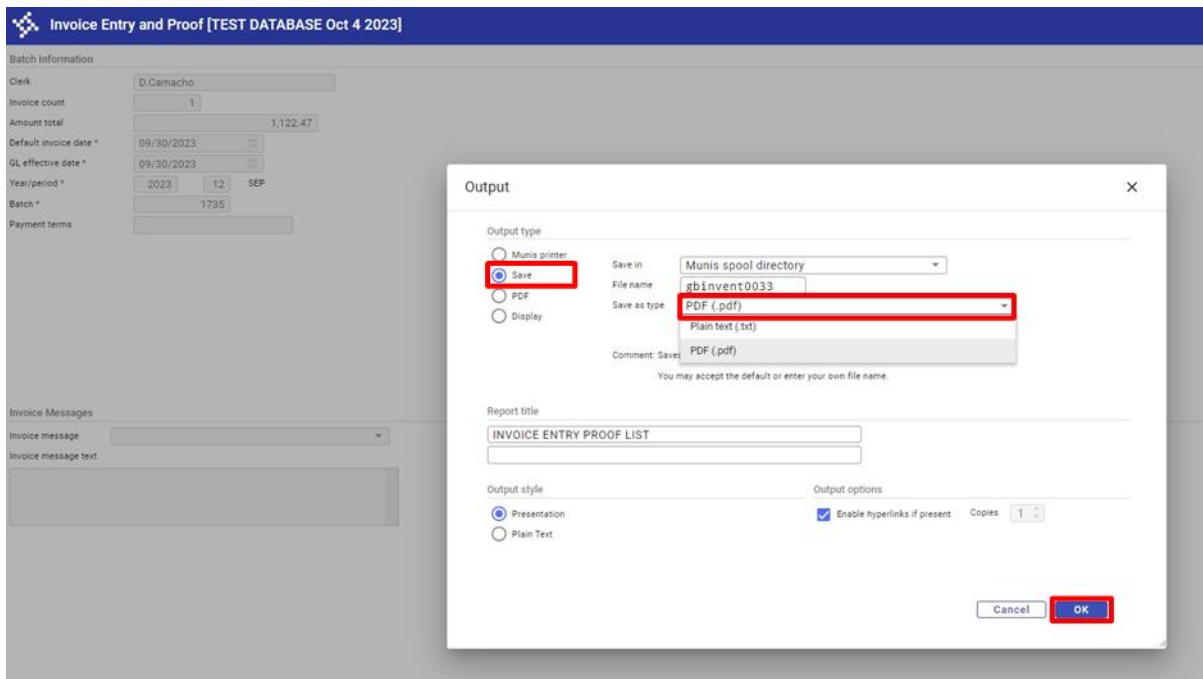 Invoice Entry and Proof [TEST DATABASE Oct 4 2023]
Batch Information
Clerk D.Camacho
Invoice count 1
Amount total 1,122.47
Default invoice date * 09/30/2023
GL effective date * 09/30/2023
Year/period * 2023 12 SEP
Batch * 1735
Payment terms
Invoice Messages
Invoice message
Invoice message text
Output
Output type
Munis printer
Save
PDF
Display
Save in Munis spool directory
File name gbinvent0033
Save as type PDF (.pdf)
Plain text (.txt)
PDF (.pdf)
Comment: Saves
You may accept the default or enter your own file name.
Report title
INVOICE ENTRY PROOF LIST
Output style
Presentation
Plain Text
Output options
Enable hyperlinks if present Copies 1
Cancel OK